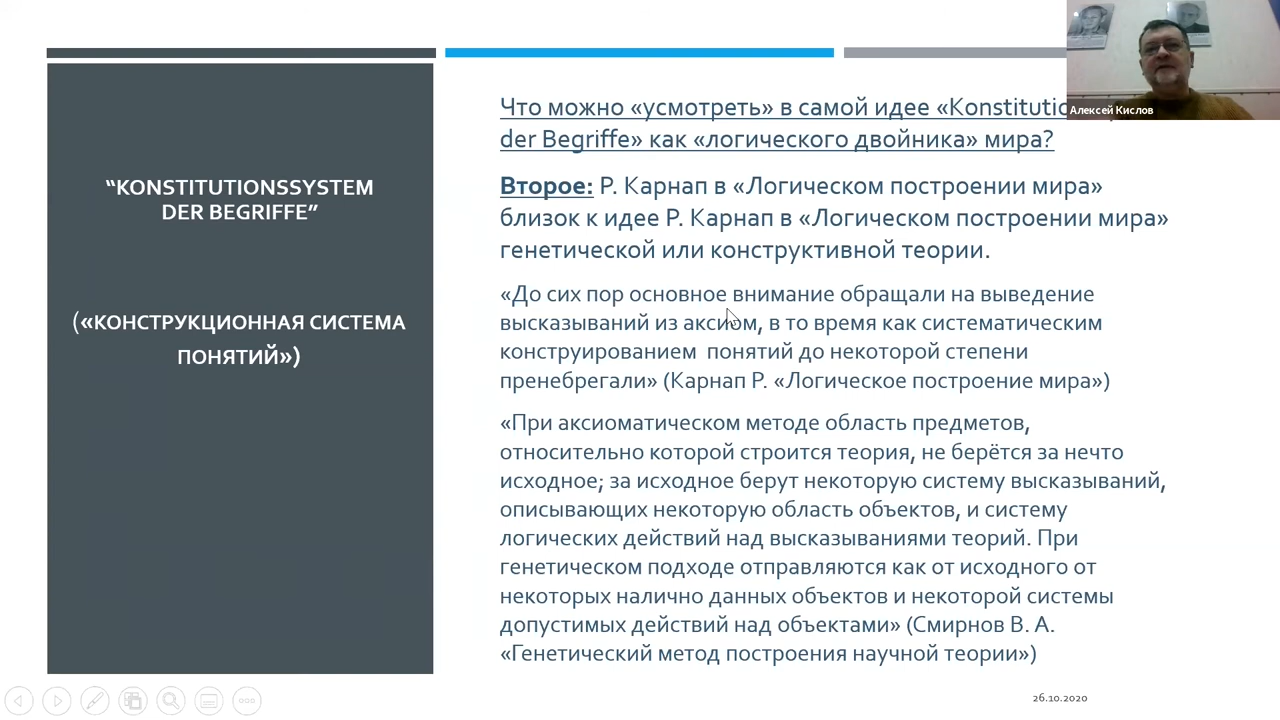 “KONSTITUTIONSSYSTEM
DER BEGRIFFE”
(«КОНСТРУКЦИОННАЯ СИСТЕМА
ПОНЯТИЙ»)
Что можно «усмотреть» в самой идее «Konstitutio
der Begriffe» как «логического двойника» мира?
Второе: Р. Карнап в «Логическом построении мира»
близок к идее Р. Карнап в «Логическом построении мира»
генетической или конструктивной теории.
«До сих пор основное внимание обращали на выведение
высказываний из аксиом, в то время как систематическим
конструированием понятий до некоторой степени
пренебрегали» (Карнап Р. «Логическое построение мира»)
«При аксиоматическом методе область предметов,
относительно которой строится теория, не берётся за нечто
исходное; за исходное берут некоторую систему высказываний,
описывающих некоторую область объектов, и систему
логических действий над высказываниями теорий. При
генетическом подходе отправляются как от исходного от
некоторых налично данных объектов и некоторой системы
допустимых действий над объектами» (Смирнов В. А.
«Генетический метод построения научной теории»)
Алексей Кислов
26.10.2020